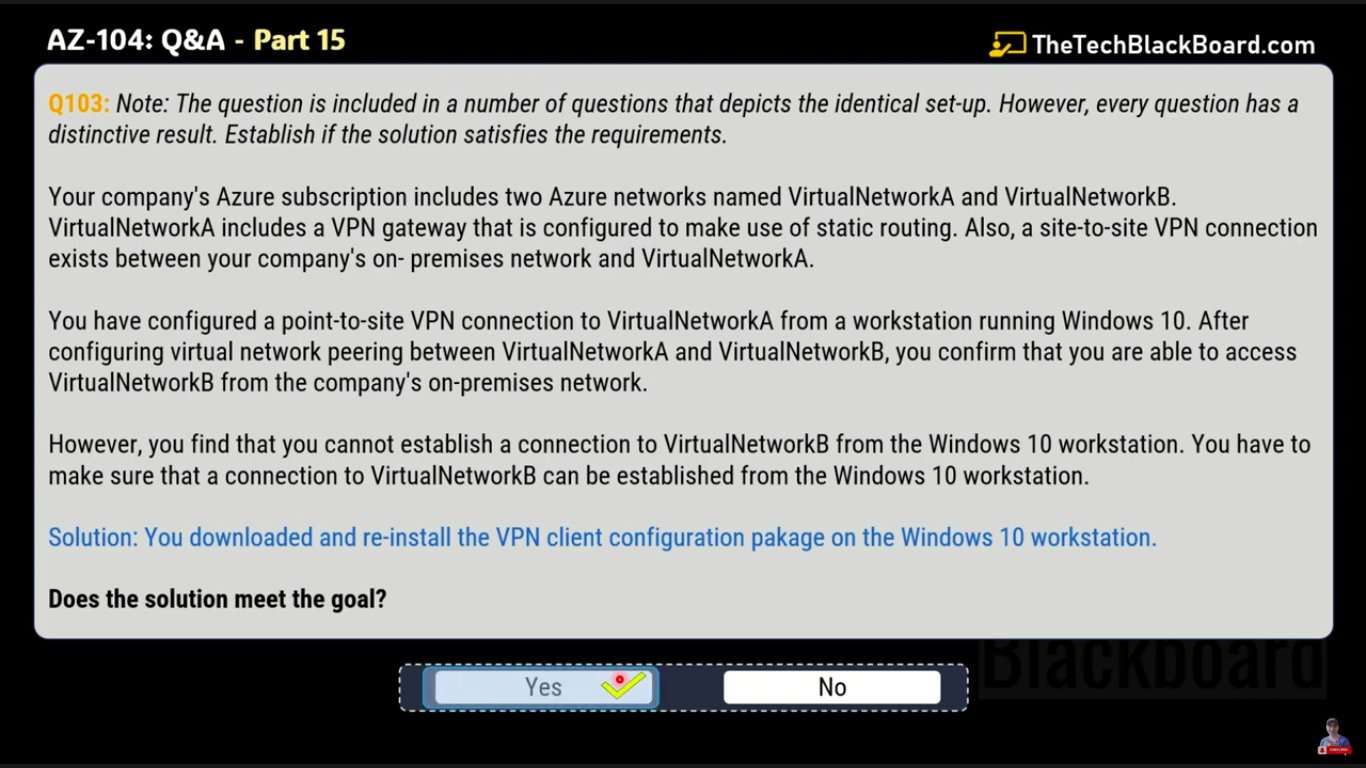 AZ-104: Q&A - Part 15
TheTechBlackBoard.com
Q103: Note: The question is included in a number of questions that depicts the identical set-up. However, every question has a
distinctive result. Establish if the solution satisfies the requirements.
Your company's Azure subscription includes two Azure networks named VirtualNetworkA and VirtualNetworkB.
VirtualNetworkA includes a VPN gateway that is configured to make use of static routing. Also, a site-to-site VPN connection
exists between your company's on- premises network and VirtualNetworkA.
You have configured a point-to-site VPN connection to VirtualNetworkA from a workstation running Windows 10. After
configuring virtual network peering between VirtualNetworkA and VirtualNetworkB, you confirm that you are able to access
VirtualNetworkB from the company's on-premises network.
However, you find that you cannot establish a connection to VirtualNetworkB from the Windows 10 workstation. You have to
make sure that a connection to VirtualNetworkB can be established from the Windows 10 workstation.
Solution: You downloaded and re-install the VPN client configuration pakage on the Windows 10 workstation.
Does the solution meet the goal?
Blackboard
Yes
No
SUBSCRIBE